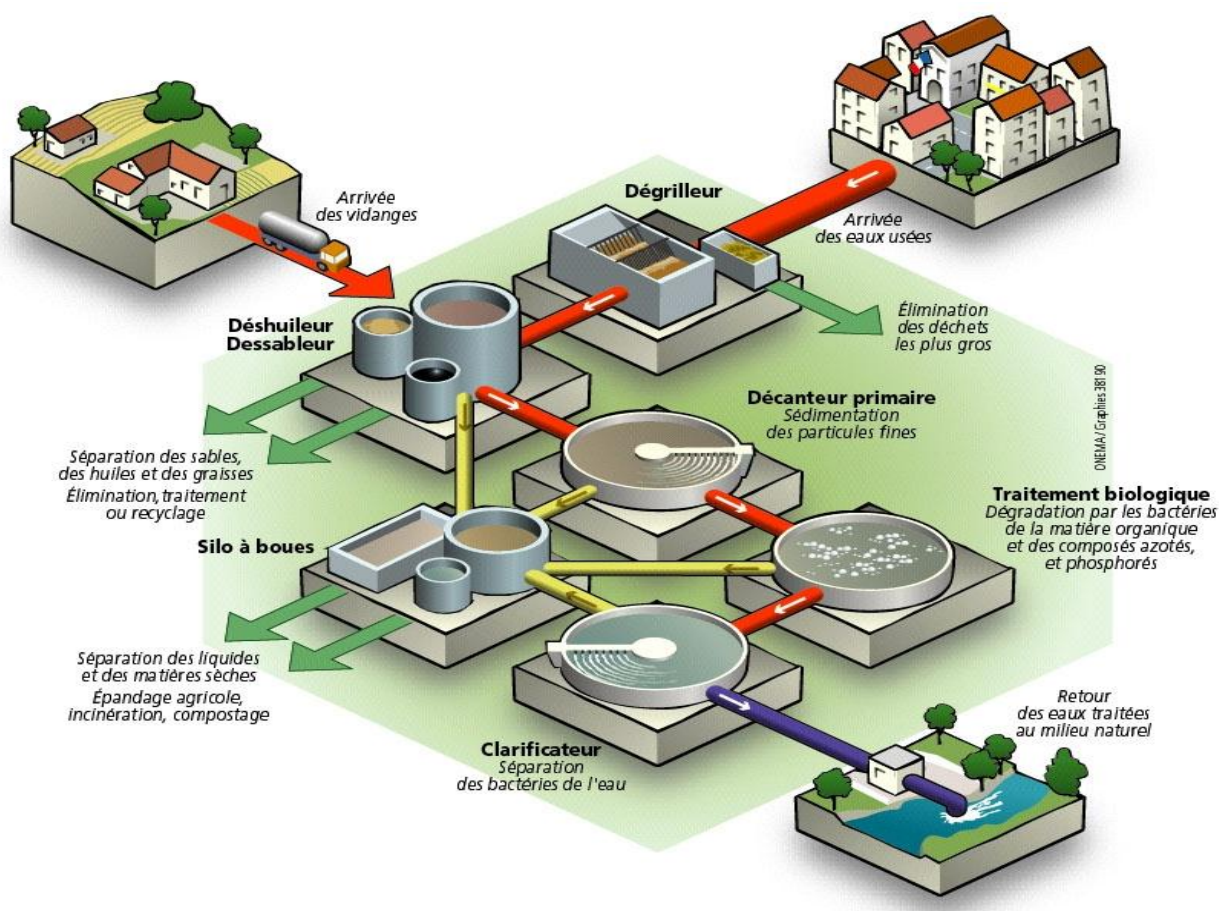 Arrivée
des vidanges
Dégrilleur
Arrivée
des eaux usées
Élimination
des déchets
les plus gros
Déshuileur
Dessableur
Séparation des sables,
des huiles et des graisses
Élimination, traitement
ou recyclage
Décanteur primaire
Sédimentation
des particules fines
ONEMA / Graphies 38190
Traitement biologique
Dégradation par les bactéries
de la matière organique
et des composés azotés,
et phosphorés
Silo à boues
Séparation des liquides
et des matières sèches
Épandage agricole,
incinération, compostage
Clarificateur
Séparation
des bactéries de l'eau
Retour
des eaux traitées
au milieu naturel